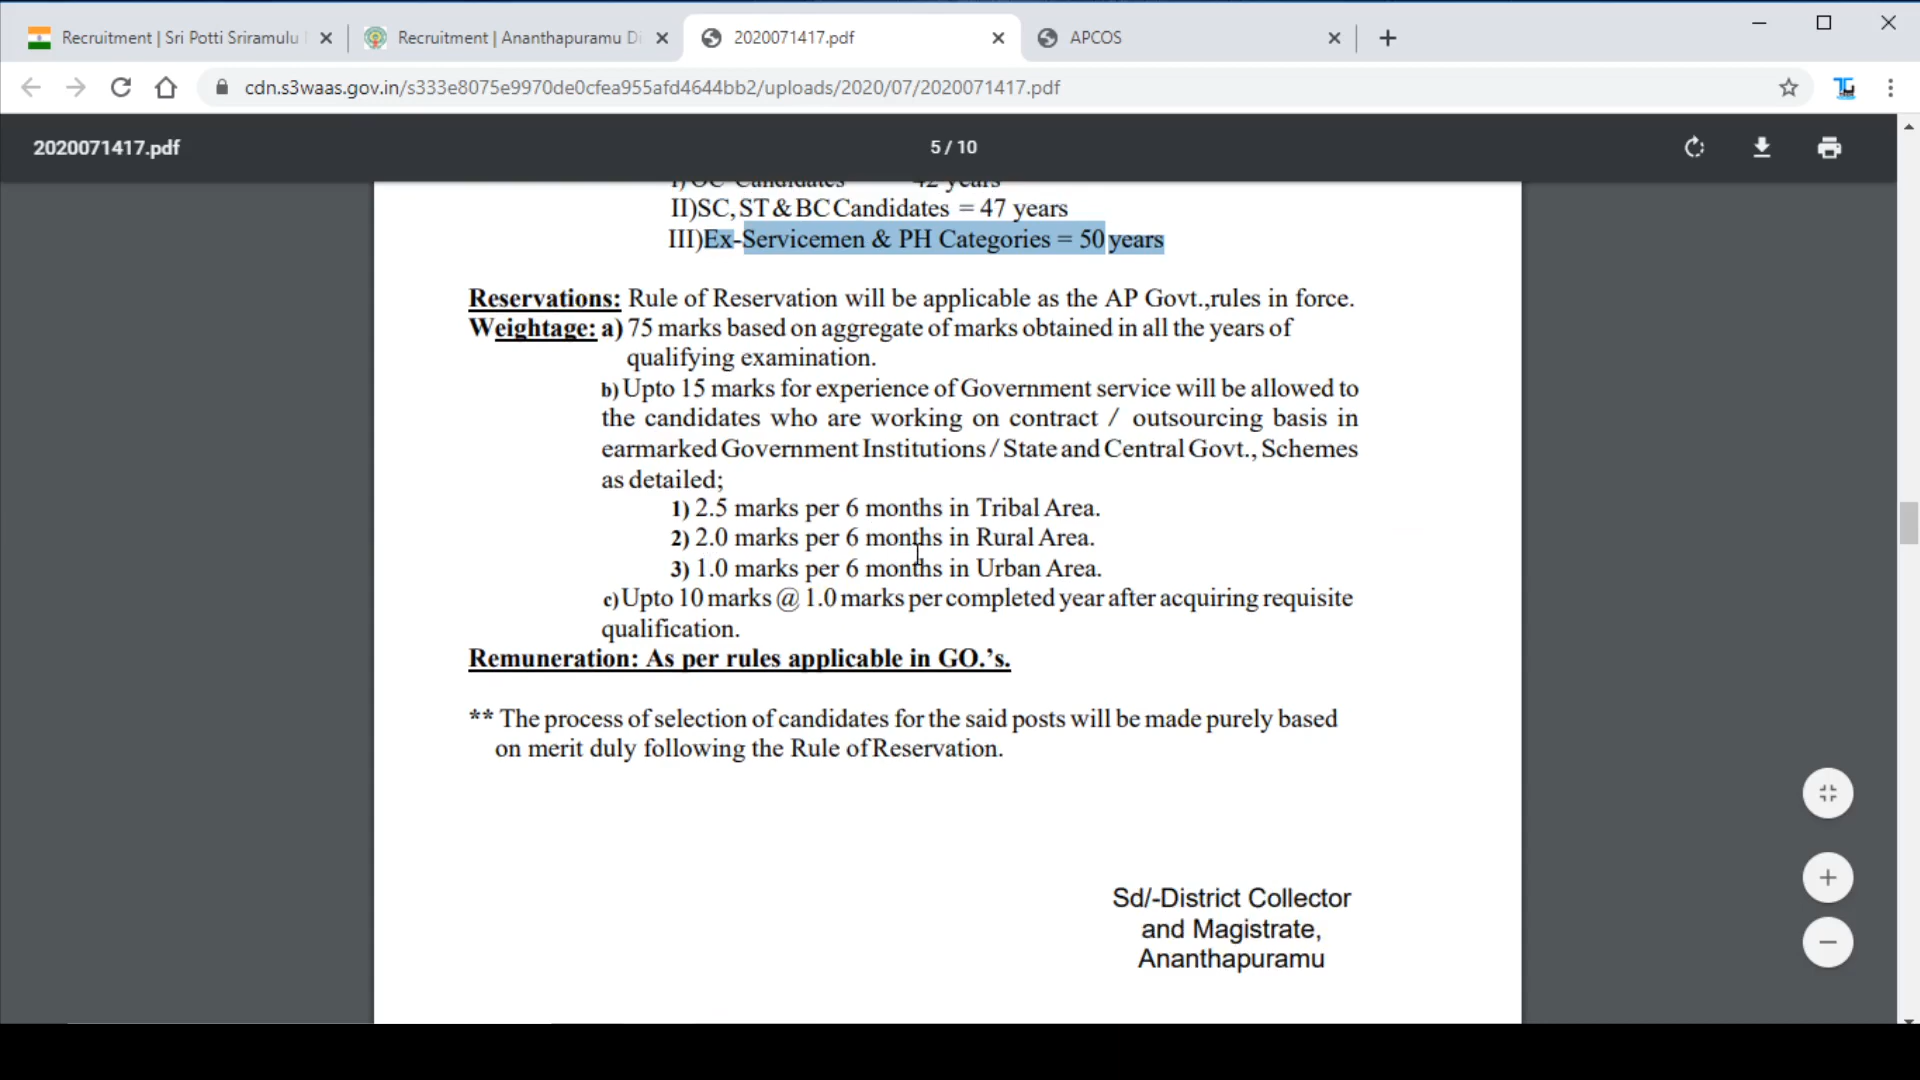 Recruitment | Sri Potti Sriramulu
Recruitment | Ananthapuramu Di
2020071417.pdf
APCOS
cdn.s3waas.gov.in/s333e8075e9970de0cfea955afd4644bb2/uploads/2020/07/2020071417.pdf
2020071417.pdf
5 / 10
I) OC Candidates 42 years
II)SC, ST & BC Candidates = 47 years
III)Ex-Servicemen & PH Categories = 50 years
Reservations: Rule of Reservation will be applicable as the AP Govt.,rules in force.
Weightage: a) 75 marks based on aggregate of marks obtained in all the years of
qualifying examination.
b) Upto 15 marks for experience of Government service will be allowed to
the candidates who are working on contract / outsourcing basis in
earmarked Government Institutions / State and Central Govt., Schemes
as detailed;
1) 2.5 marks per 6 months in Tribal Area.
2) 2.0 marks per 6 months in Rural Area.
3) 1.0 marks per 6 months in Urban Area.
c) Upto 10 marks @ 1.0 marks per completed year after acquiring requisite
qualification.
Remuneration: As per rules applicable in GO.’s.
** The process of selection of candidates for the said posts will be made purely based
on merit duly following the Rule of Reservation.
Sd/-District Collector
and Magistrate,
Ananthapuramu